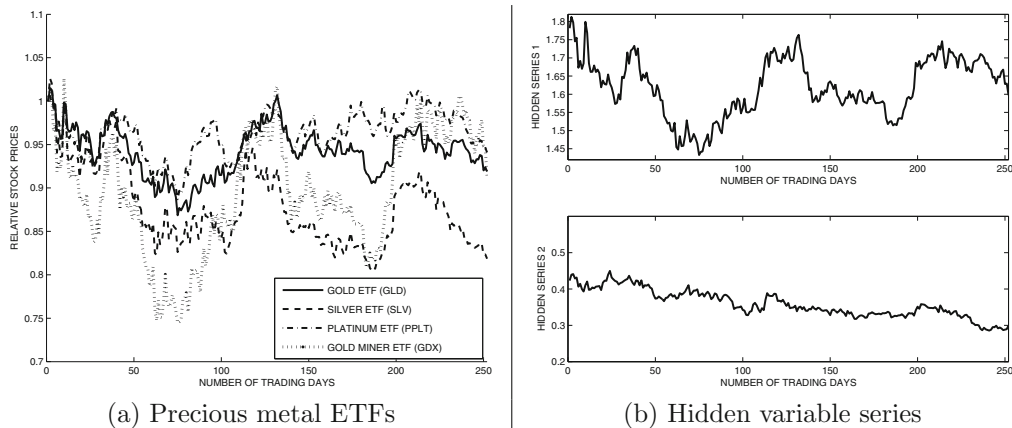 1.1
1.05
1
0.95
0.9
0.85
0.8
0.75
0.7
RELATIVE STOCK PRICES
0 50 100 150 200 250
NUMBER OF TRADING DAYS
GOLD ETF (GLD)
SILVER ETF (SLV)
PLATINUM ETF (PPLT)
GOLD MINER ETF (GDX)
(a) Precious metal ETFs
1.8
1.75
1.7
1.65
1.6
1.55
1.5
1.45
HIDDEN SERIES 1
0 50 100 150 200 250
NUMBER OF TRADING DAYS
0.5
0.4
0.3
0.2
HIDDEN SERIES 2
0 50 100 150 200 250
NUMBER OF TRADING DAYS
(b) Hidden variable series